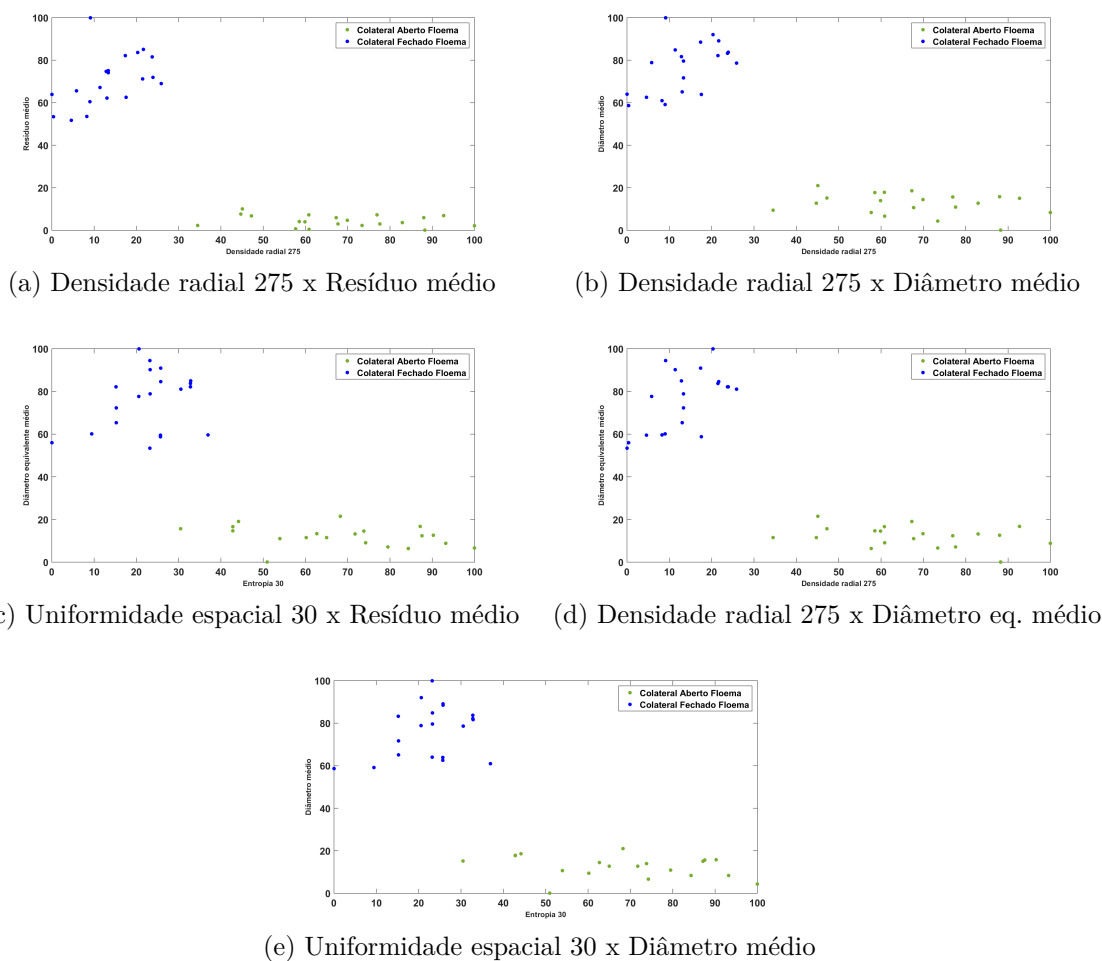 100
80
60
40
20
0
Resíduo médio
Colateral Aberto Floema
Colateral Fechado Floema
0 10 20 30 40 50 60 70 80 90 100
Densidade radial 275
(a) Densidade radial 275 x Resíduo médio
100
80
60
40
20
0
Diâmetro médio
Colateral Aberto Floema
Colateral Fechado Floema
0 10 20 30 40 50 60 70 80 90 100
Densidade radial 275
(b) Densidade radial 275 x Diâmetro médio
100
80
60
40
20
0
Diâmetro equivalente médio
Colateral Aberto Floema
Colateral Fechado Floema
0 10 20 30 40 50 60 70 80 90 100
Entropia 30
c) Uniformidade espacial 30 x Resíduo médio
100
80
60
40
20
0
Diâmetro equivalente médio
Colateral Aberto Floema
Colateral Fechado Floema
0 10 20 30 40 50 60 70 80 90 100
Densidade radial 275
(d) Densidade radial 275 x Diâmetro eq. médio
100
80
60
40
20
0
Diâmetro médio
Colateral Aberto Floema
Colateral Fechado Floema
0 10 20 30 40 50 60 70 80 90 100
Entropia 30
(e) Uniformidade espacial 30 x Diâmetro médio